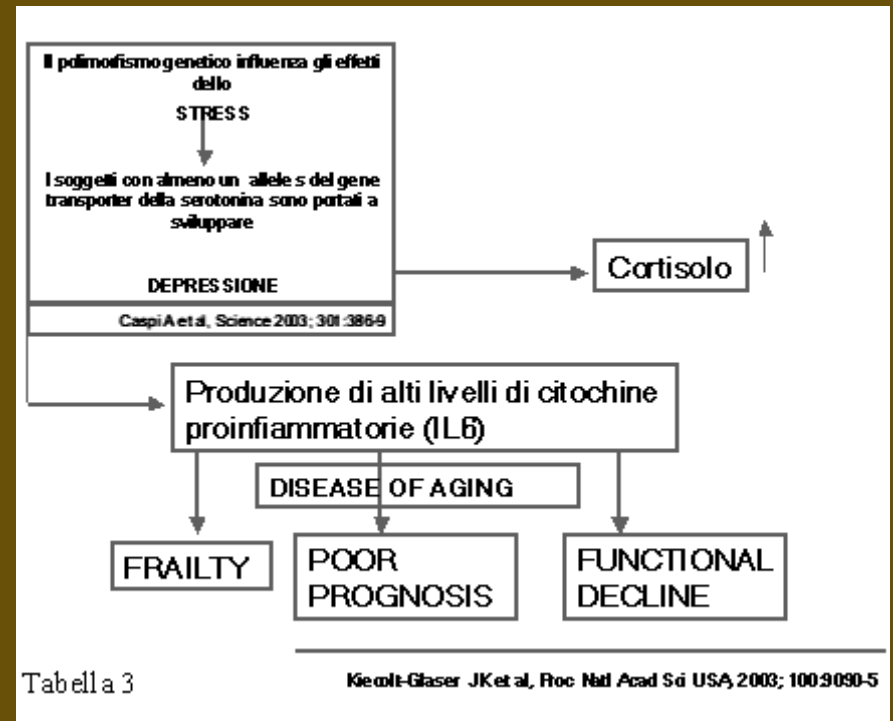 Il polimorfismo genetico influenza gli effetti
dello
STRESS
I soggetti con almeno un allele s del gene
transporter della serotonina sono portati a
sviluppare
DEPRESSIONE
Caspi A et al, Science 2003; 301:386-9
Cortisolo
Produzione di alti livelli di citochine
proinfiammatorie (IL6)
DISEASE OF AGING
FRAILTY
POOR
PROGNOSIS
FUNCTIONAL
DECLINE
Tabella 3
Kiecolt-Glaser JK et al, Proc Natl Acad Sci USA, 2003; 100:9090-5